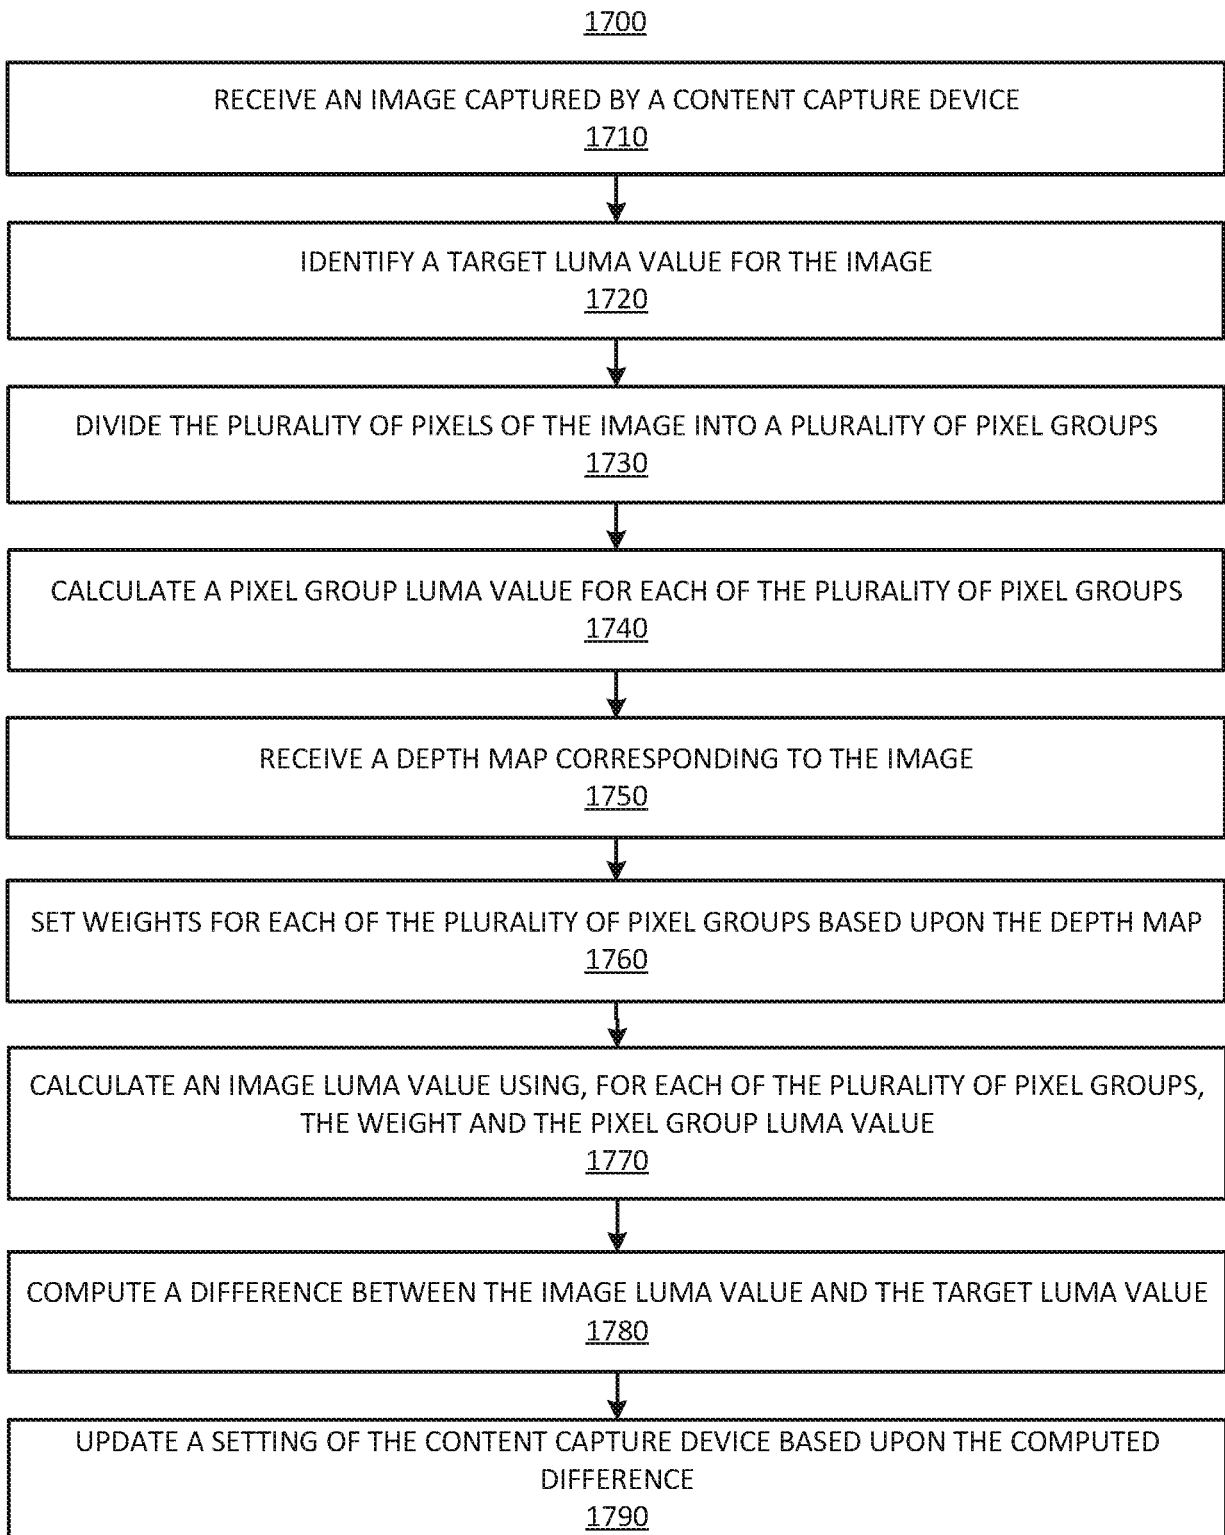 1700
RECEIVE AN IMAGE CAPTURED BY A CONTENT CAPTURE DEVICE
1710
IDENTIFY A TARGET LUMA VALUE FOR THE IMAGE
1720
DIVIDE THE PLURALITY OF PIXELS OF THE IMAGE INTO A PLURALITY OF PIXEL GROUPS
1730
CALCULATE A PIXEL GROUP LUMA VALUE FOR EACH OF THE PLURALITY OF PIXEL GROUPS
1740
RECEIVE A DEPTH MAP CORRESPONDING TO THE IMAGE
1750
SET WEIGHTS FOR EACH OF THE PLURALITY OF PIXEL GROUPS BASED UPON THE DEPTH MAP
1760
CALCULATE AN IMAGE LUMA VALUE USING, FOR EACH OF THE PLURALITY OF PIXEL GROUPS,
THE WEIGHT AND THE PIXEL GROUP LUMA VALUE
1770
COMPUTE A DIFFERENCE BETWEEN THE IMAGE LUMA VALUE AND THE TARGET LUMA VALUE
1780
UPDATE A SETTING OF THE CONTENT CAPTURE DEVICE BASED UPON THE COMPUTED
DIFFERENCE
1790